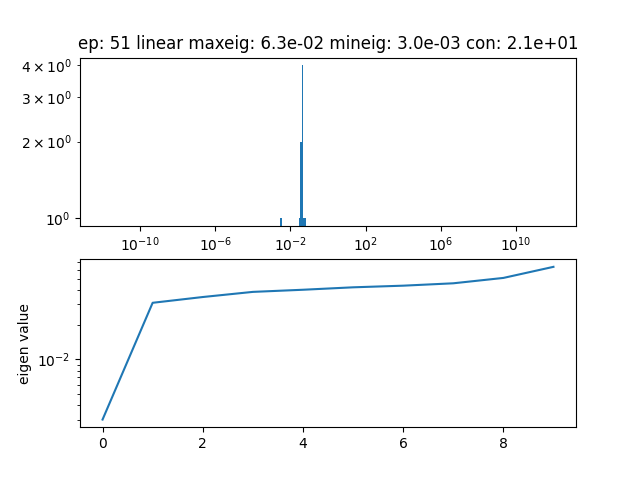 ep: 51 linear maxeig: 6.3e-02 mineig: 3.0e-03 con: 2.1e+01
4 × 10⁰
3 × 10⁰
2 × 10⁰
10⁰
10⁻¹⁰ 10⁻⁶ 10⁻² 10² 10⁶ 10¹⁰
eigen value
10⁻²
0 2 4 6 8